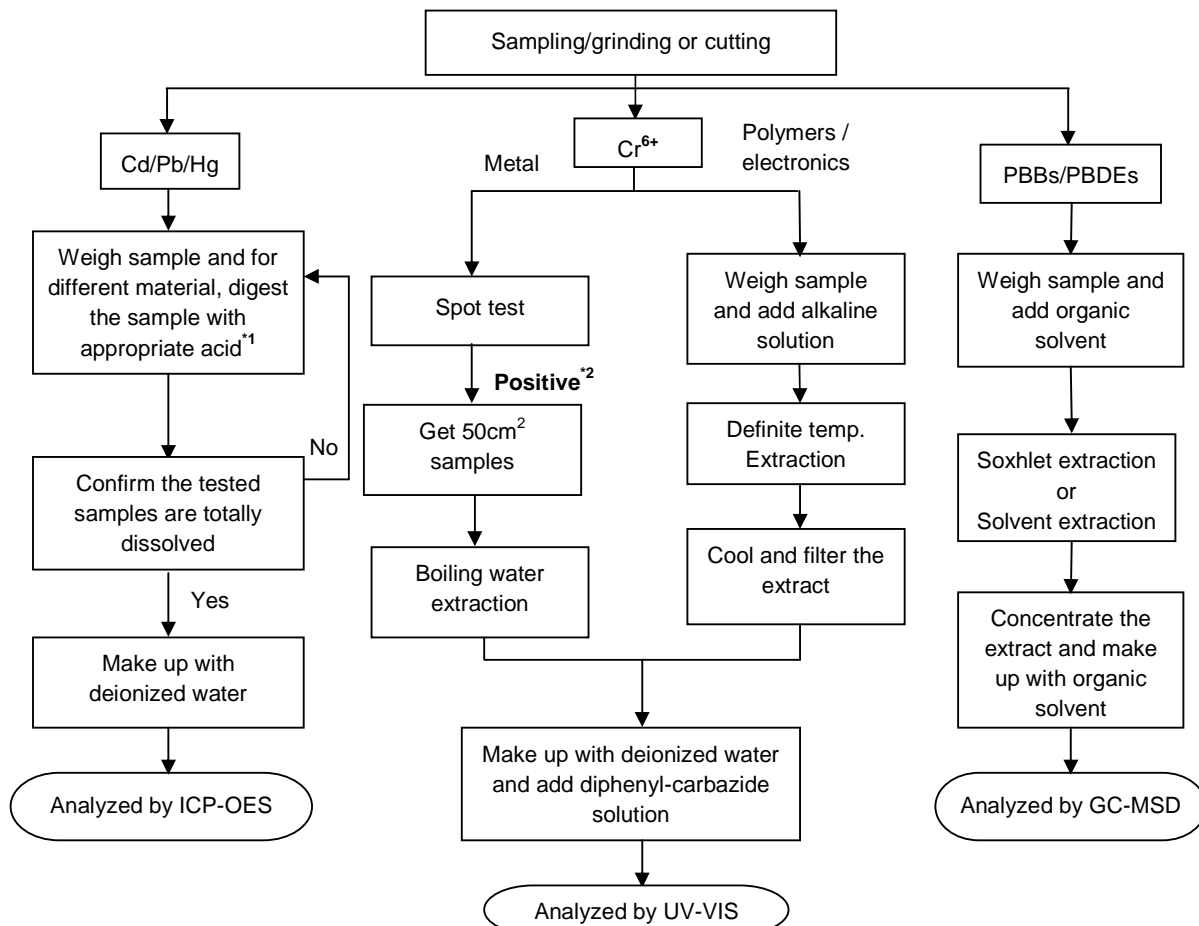 Sampling/grinding or cutting
Cd/Pb/Hg
Weigh sample and for
different material, digest
the sample with
appropriate acid*1
No
Confirm the tested
samples are totally
dissolved
Yes
Make up with
deionized water
Analyzed by ICP-OES
Cr6+
Metal
Spot test
Positive*2
Get 50cm2
samples
Boiling water
extraction
Polymers /
electronics
Weigh sample
and add alkaline
solution
Definite temp.
Extraction
Cool and filter the
extract
Make up with deionized water
and add diphenyl-carbazide
solution
Analyzed by UV-VIS
PBBs/PBDEs
Weigh sample and
add organic
solvent
Soxhlet extraction
or
Solvent extraction
Concentrate the
extract and make
up with organic
solvent
Analyzed by GC-MSD